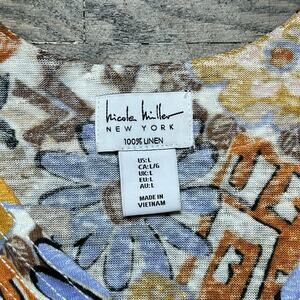 nicole miller
NEW YORK
100% LINEN
US:L
CA:L/G
UK:L
EU:L
AU:L
MADE IN
VIETNAM